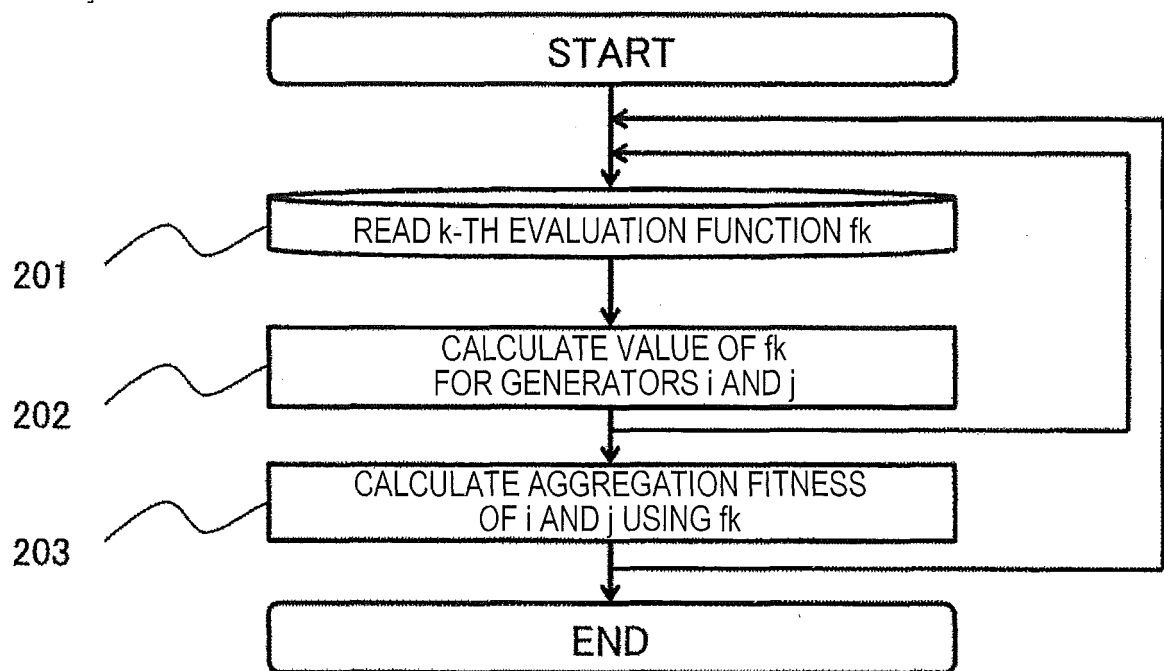 START
READ k-TH EVALUATION FUNCTION fk
201
CALCULATE VALUE OF fk
FOR GENERATORS i AND j
202
CALCULATE AGGREGATION FITNESS
OF i AND j USING fk
203
END